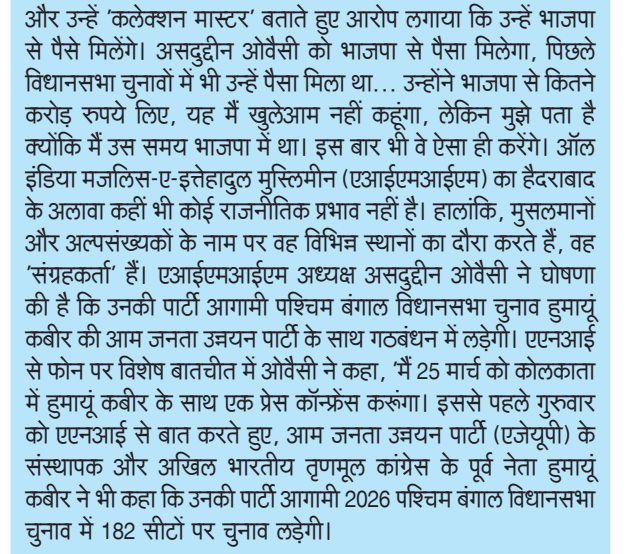 और उन्हें 'कलेक्शन मास्टर' बताते हुए आरोप लगाया कि उन्हें भाजपा
से पैसे मिलेंगे। असदुद्दीन ओवैसी को भाजपा से पैसा मिलेगा, पिछले
विधानसभा चुनावों में भी उन्हें पैसा मिला था... उन्होंने भाजपा से कितने
करोड़ रुपये लिए, यह मैं खुलेआम नहीं कहूंगा, लेकिन मुझे पता है
क्योंकि मैं उस समय भाजपा में था। इस बार भी वे ऐसा ही करेंगे। ऑल
इंडिया मजलिस-ए-इत्तेहादुल मुस्लिमीन (एआईएमआईएम) का हैदराबाद
के अलावा कहीं भी कोई राजनीतिक प्रभाव नहीं है। हालांकि, मुसलमानों
और अल्पसंख्यकों के नाम पर वह विभिन्न स्थानों का दौरा करते हैं, वह
'संग्रहकर्ता' हैं। एआईएमआईएम अध्यक्ष असदुद्दीन ओवैसी ने घोषणा
की है कि उनकी पार्टी आगामी पश्चिम बंगाल विधानसभा चुनाव हुमायूं
कबीर की आम जनता उन्नयन पार्टी के साथ गठबंधन में लड़ेगी। एएनआई
से फोन पर विशेष बातचीत में ओवैसी ने कहा, 'मैं 25 मार्च को कोलकाता
में हुमायूं कबीर के साथ एक प्रेस कॉन्फ्रेंस करूंगा। इससे पहले गुरुवार
को एएनआई से बात करते हुए, आम जनता उन्नयन पार्टी (एजेयूपी) के
संस्थापक और अखिल भारतीय तृणमूल कांग्रेस के पूर्व नेता हुमायूं
कबीर ने भी कहा कि उनकी पार्टी आगामी 2026 पश्चिम बंगाल विधानसभा
चुनाव में 182 सीटों पर चुनाव लड़ेगी।